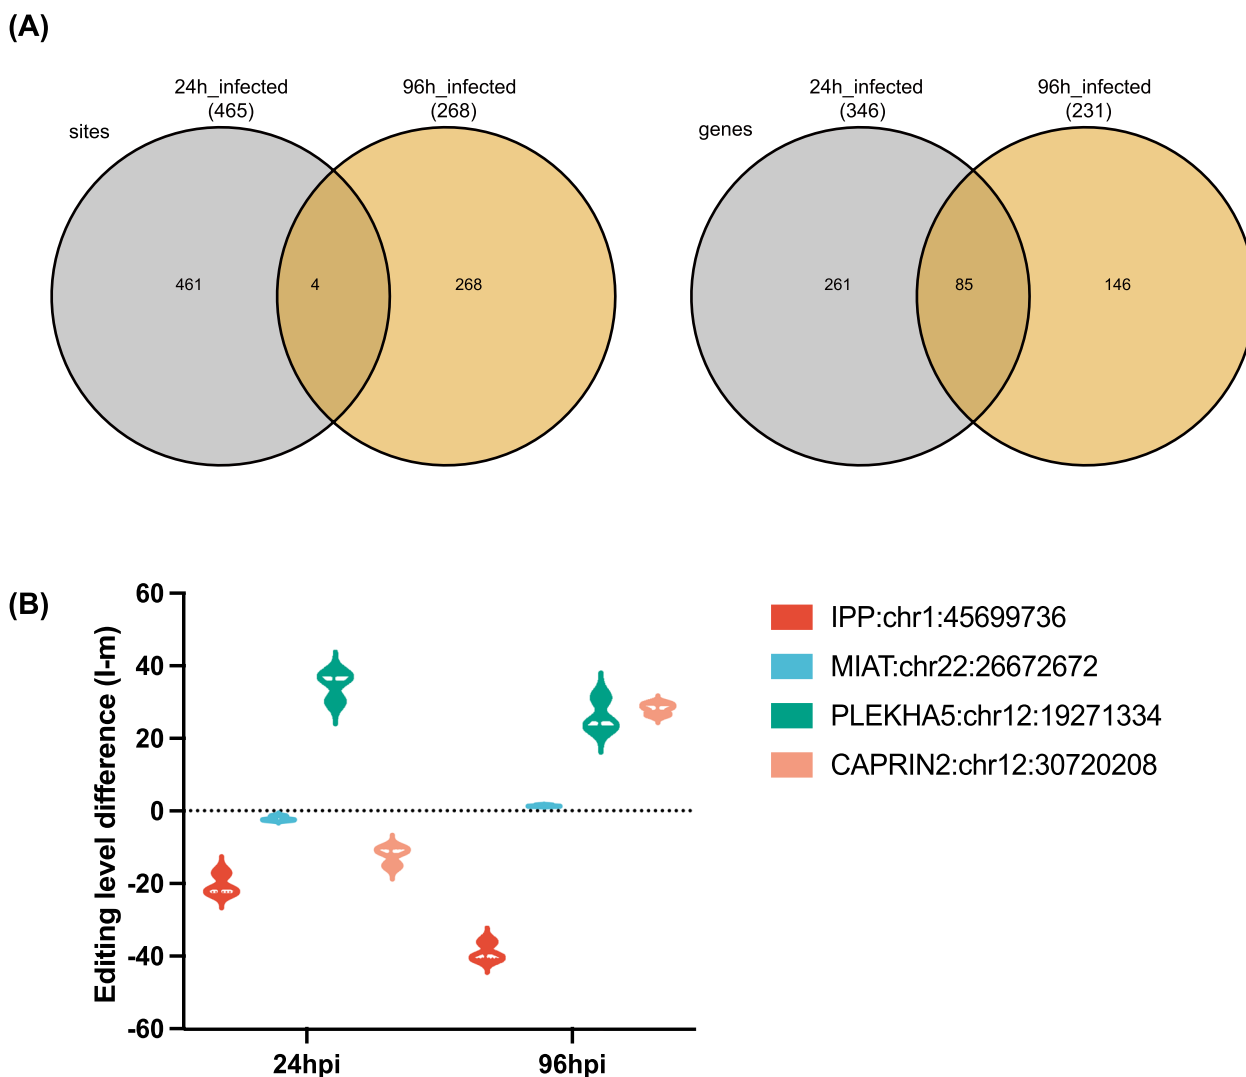 (A)
24h_infected
(465)
96h_infected
(268)
sites
461
4
268
24h_infected
(346)
96h_infected
(231)
genes
261
85
146
(B)
Editing level difference (I-m)
60
40
20
0
-20
-40
-60
24hpi
96hpi
IPP:chr1:45699736
MIAT:chr22:26672672
PLEKHA5:chr12:19271334
CAPRIN2:chr12:30720208